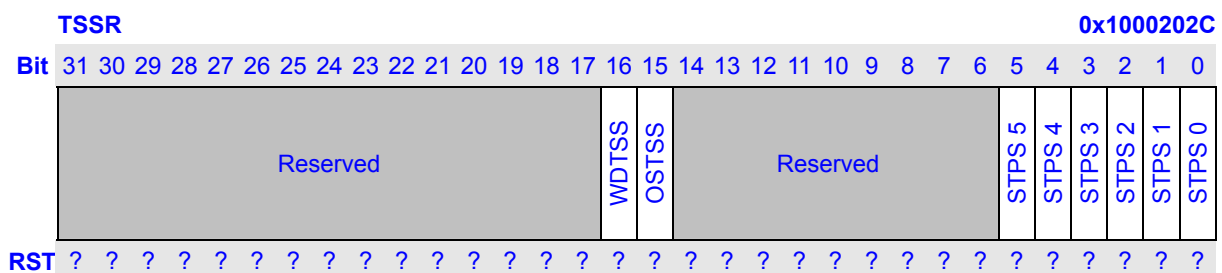 TSSR 0x1000202C
Bit 31 30 29 28 27 26 25 24 23 22 21 20 19 18 17 16 15 14 13 12 11 10 9 8 7 6 5 4 3 2 1 0
Reserved WDTSS OSTSS Reserved STPS 5 STPS 4 STPS 3 STPS 2 STPS 1 STPS 0
RST ? ? ? ? ? ? ? ? ? ? ? ? ? ? ? ? ? ? ? ? ? ? ? ? ? ? ? ? ? ? ? ?